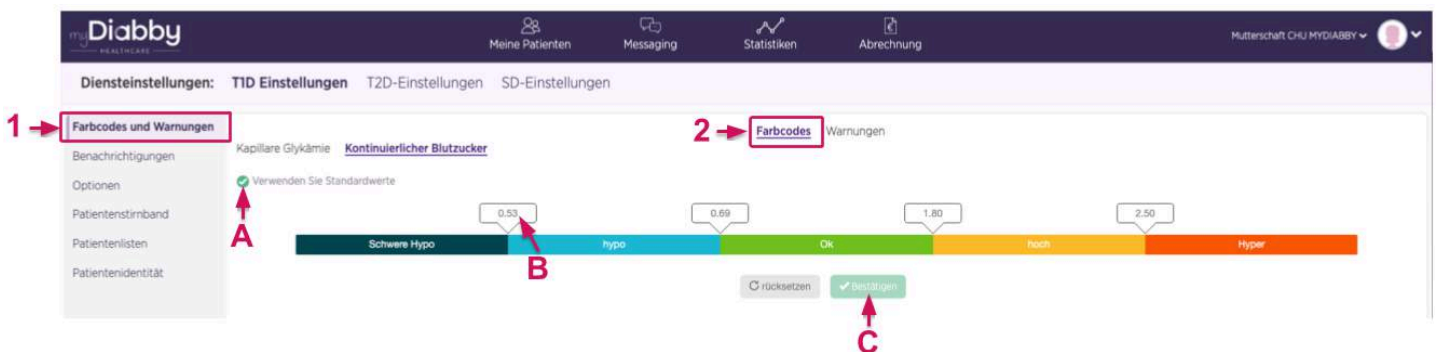 myDiabby
HEALTHCARE
Meine Patienten Messaging Statistiken Abrechnung Mutterschaft CHU MYDIABBY
Diensteinstellungen: T1D Einstellungen T2D-Einstellungen SD-Einstellungen
1 Farbcodes und Warnungen
2 Farbcodes Warnungen
Benachrichtigungen
Kapillare Glykämie Kontinuierlicher Blutzucker
Optionen
Verwenden Sie Standardwerte
Patientenstirnband
0.53 0.69 1.80 2.50
A
Patientenlisten
Schwere Hypo hypo Ok hoch Hyper
B
Patientenidentität
rücksetzen Bestätigen
C